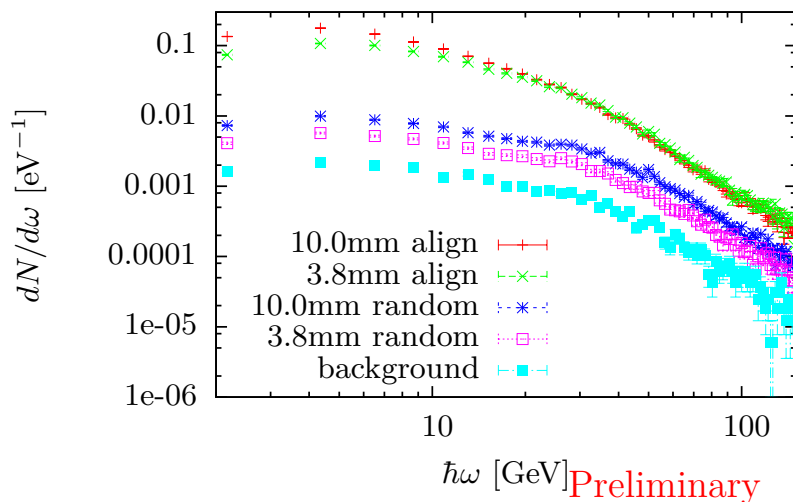 dN/dω [eV⁻¹]
0.1
0.01
0.001
0.0001
1e-05
1e-06
10.0mm align
3.8mm align
10.0mm random
3.8mm random
background
10 100
ħω [GeV]
Preliminary